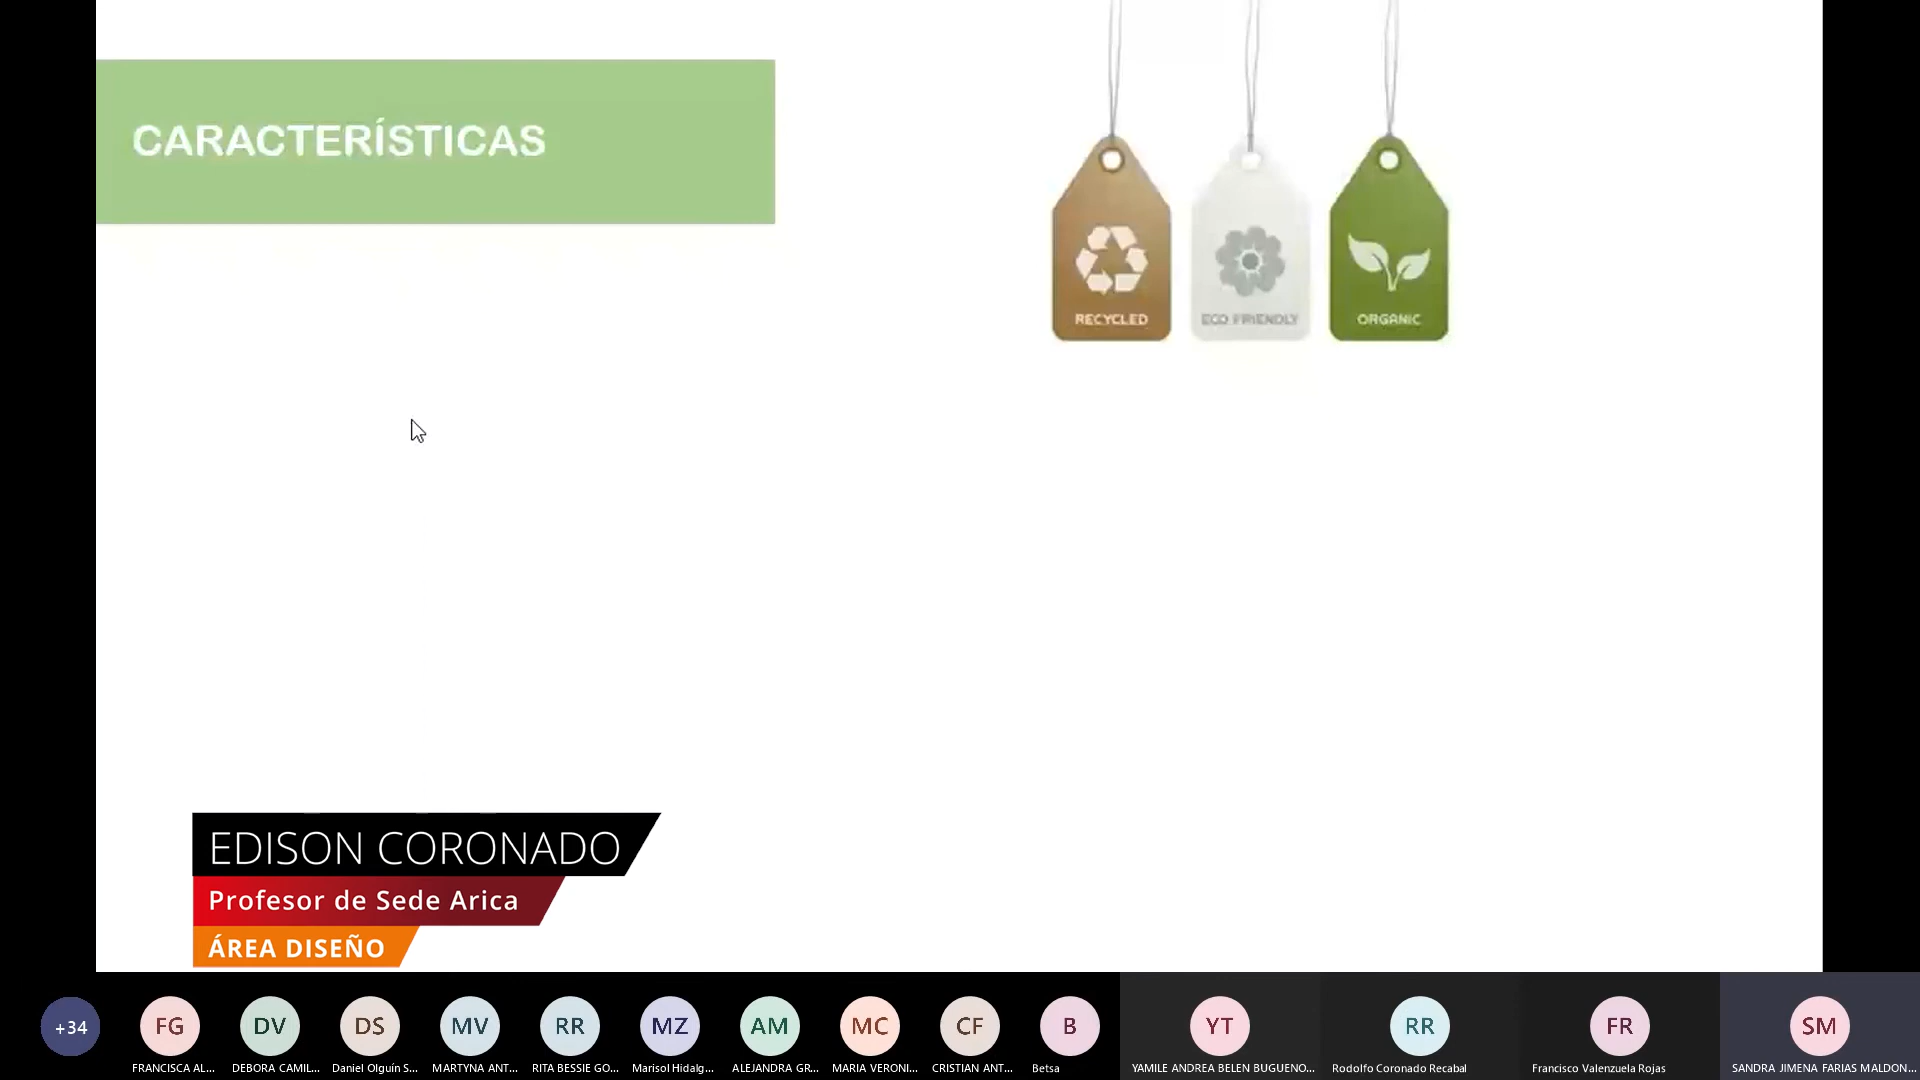 CARACTERÍSTICAS
RECYCLED
ECO FRIENDLY
ORGANIC
EDISON CORONADO
Profesor de Sede Arica
ÁREA DISEÑO
+34
FG
DV
DS
MV
RR
MZ
AM
MC
CF
B
YT
RR
FR
SM
FRANCISCA AL...
DEBORA CAMIL...
Daniel Olguín S...
MARTYNA ANT...
RITA BESSIE GO...
Marisol Hidalg...
ALEJANDRA GR...
MARIA VERONI...
CRISTIAN ANT...
Betsa
YAMILE ANDREA BELEN BUGUENO...
Rodolfo Coronado Recabal
Francisco Valenzuela Rojas
SANDRA JIMENA FARIAS MALDON...